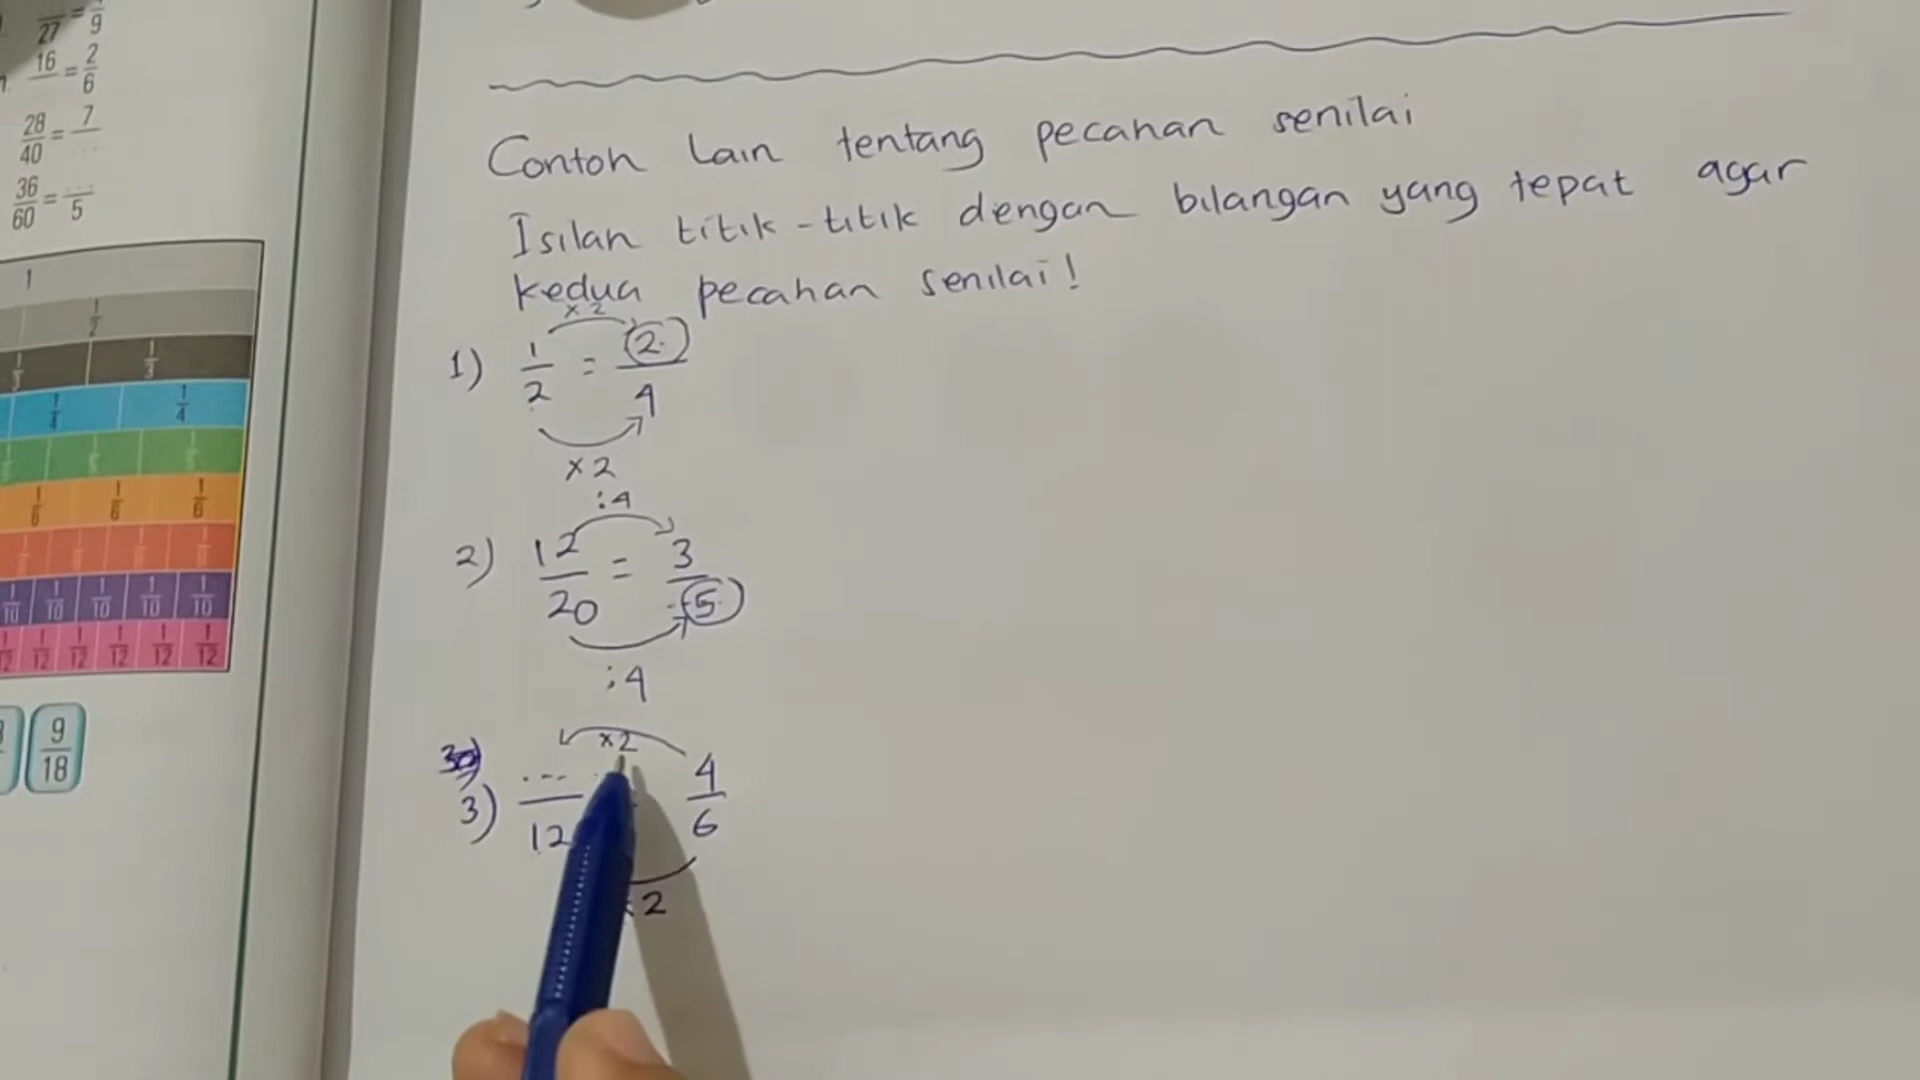 27 = 9
16 = 2/6
28/40 = 7/...
36/60 = .../5
1
1/2
1/3 1/3
1/4 1/4
1/6 1/6 1/6
1/10 1/10 1/10 1/10 1/10
1/12 1/12 1/12 1/12 1/12 1/12
9/18
Contoh lain tentang pecahan senilai
Isilah titik-titik dengan bilangan yang tepat agar
kedua pecahan senilai!
x2
1) 1/2 = 2/4
x2
:4
2) 12/20 = 3/5
:4
x2
3) .../12 4/6
x2